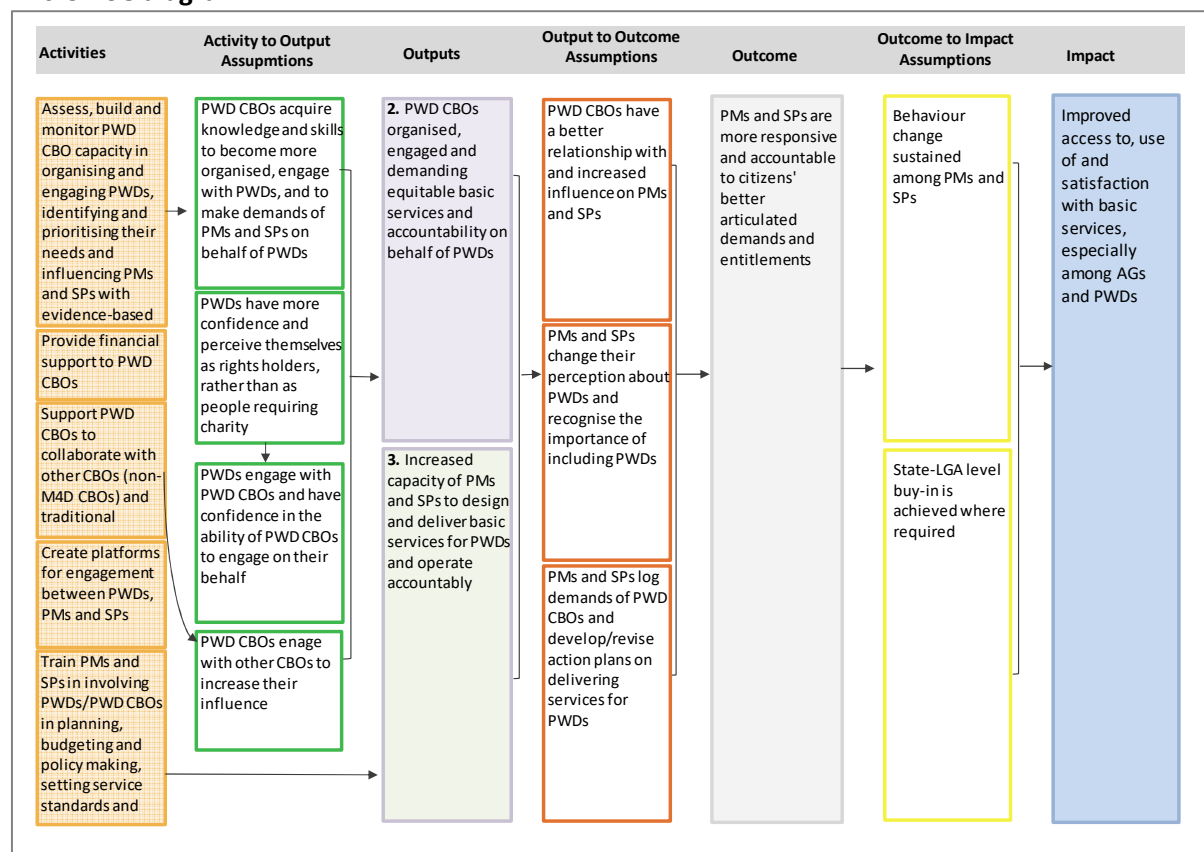 Activities
Activity to Output
Assupmtions
Outputs
Output to Outcome
Assumptions
Outcome
Outcome to Impact
Assumptions
Impact
Assess, build and
monitor PWD
CBO capacity in
organising and
engaging PWDs,
identifying and
prioritising their
needs and
influencing PMs
and SPs with
evidence-based
Provide financial
support to PWD
CBOs
Support PWD
CBOs to
collaborate with
other CBOs (non-
M4D CBOs) and
traditional
Create platforms
for engagement
between PWDs,
PMs and SPs
Train PMs and
SPs in involving
PWDs/PWD CBOs
in planning,
budgeting and
policy making,
setting service
standards and
PWD CBOs acquire
knowledge and skills
to become more
organised, engage
with PWDs, and to
make demands of
PMs and SPs on
behalf of PWDs
PWDs have more
confidence and
perceive themselves
as rights holders,
rather than as
people requiring
charity
PWDs engage with
PWD CBOs and have
confidence in the
ability of PWD CBOs
to engage on their
behalf
PWD CBOs enage
with other CBOs to
increase their
influence
2. PWD CBOs
organised,
engaged and
demanding
equitable basic
services and
accountability on
behalf of PWDs
3. Increased
capacity of PMs
and SPs to design
and deliver basic
services for PWDs
and operate
accountably
PWD CBOs have
a better
relationship with
and increased
influence on PMs
and SPs
PMs and SPs
change their
perception about
PWDs and
recognise the
importance of
including PWDs
PMs and SPs log
demands of PWD
CBOs and
develop/revise
action plans on
delivering services
for PWDs
PMs and SPs are
more responsive
and accountable
to citizens'
better
articulated
demands and
entitlements
Behaviour
change
sustained
among PMs and
SPs
State-LGA level
buy-in is
achieved where
required
Improved
access to, use
of and
satisfaction
with basic
services,
especially
among AGs
and PWDs